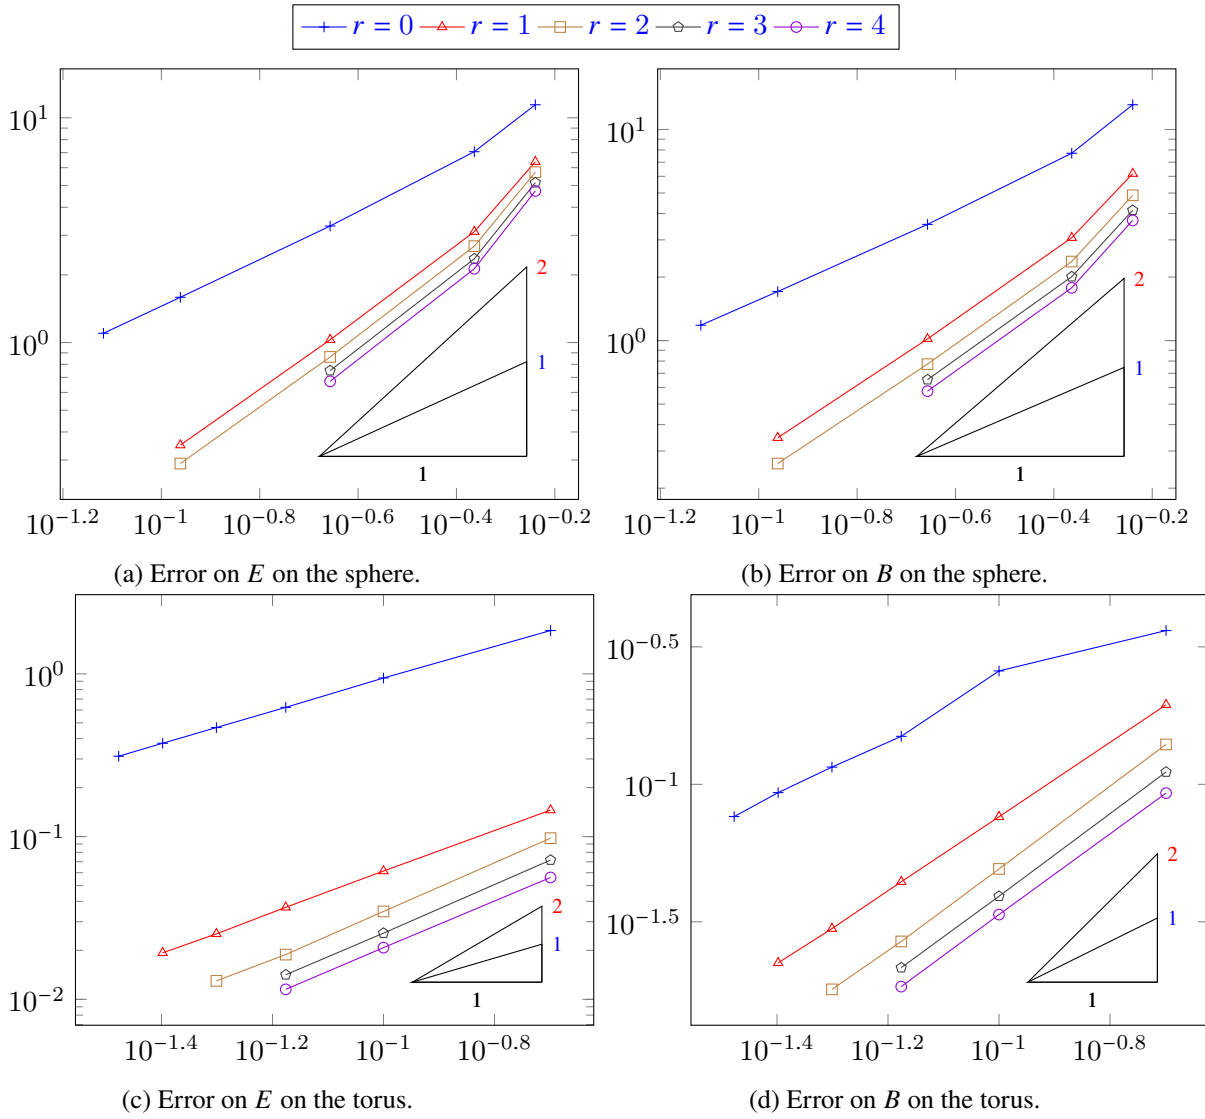 r = 0 r = 1 r = 2 r = 3 r = 4
10^1
10^0
2
1
1
10^−1.2 10^−1 10^−0.8 10^−0.6 10^−0.4 10^−0.2
(a) Error on E on the sphere.
10^1
10^0
2
1
1
10^−1.2 10^−1 10^−0.8 10^−0.6 10^−0.4 10^−0.2
(b) Error on B on the sphere.
10^0
10^−1
10^−2
2
1
1
10^−1.4 10^−1.2 10^−1 10^−0.8
(c) Error on E on the torus.
10^−0.5
10^−1
10^−1.5
2
1
1
10^−1.4 10^−1.2 10^−1 10^−0.8
(d) Error on B on the torus.